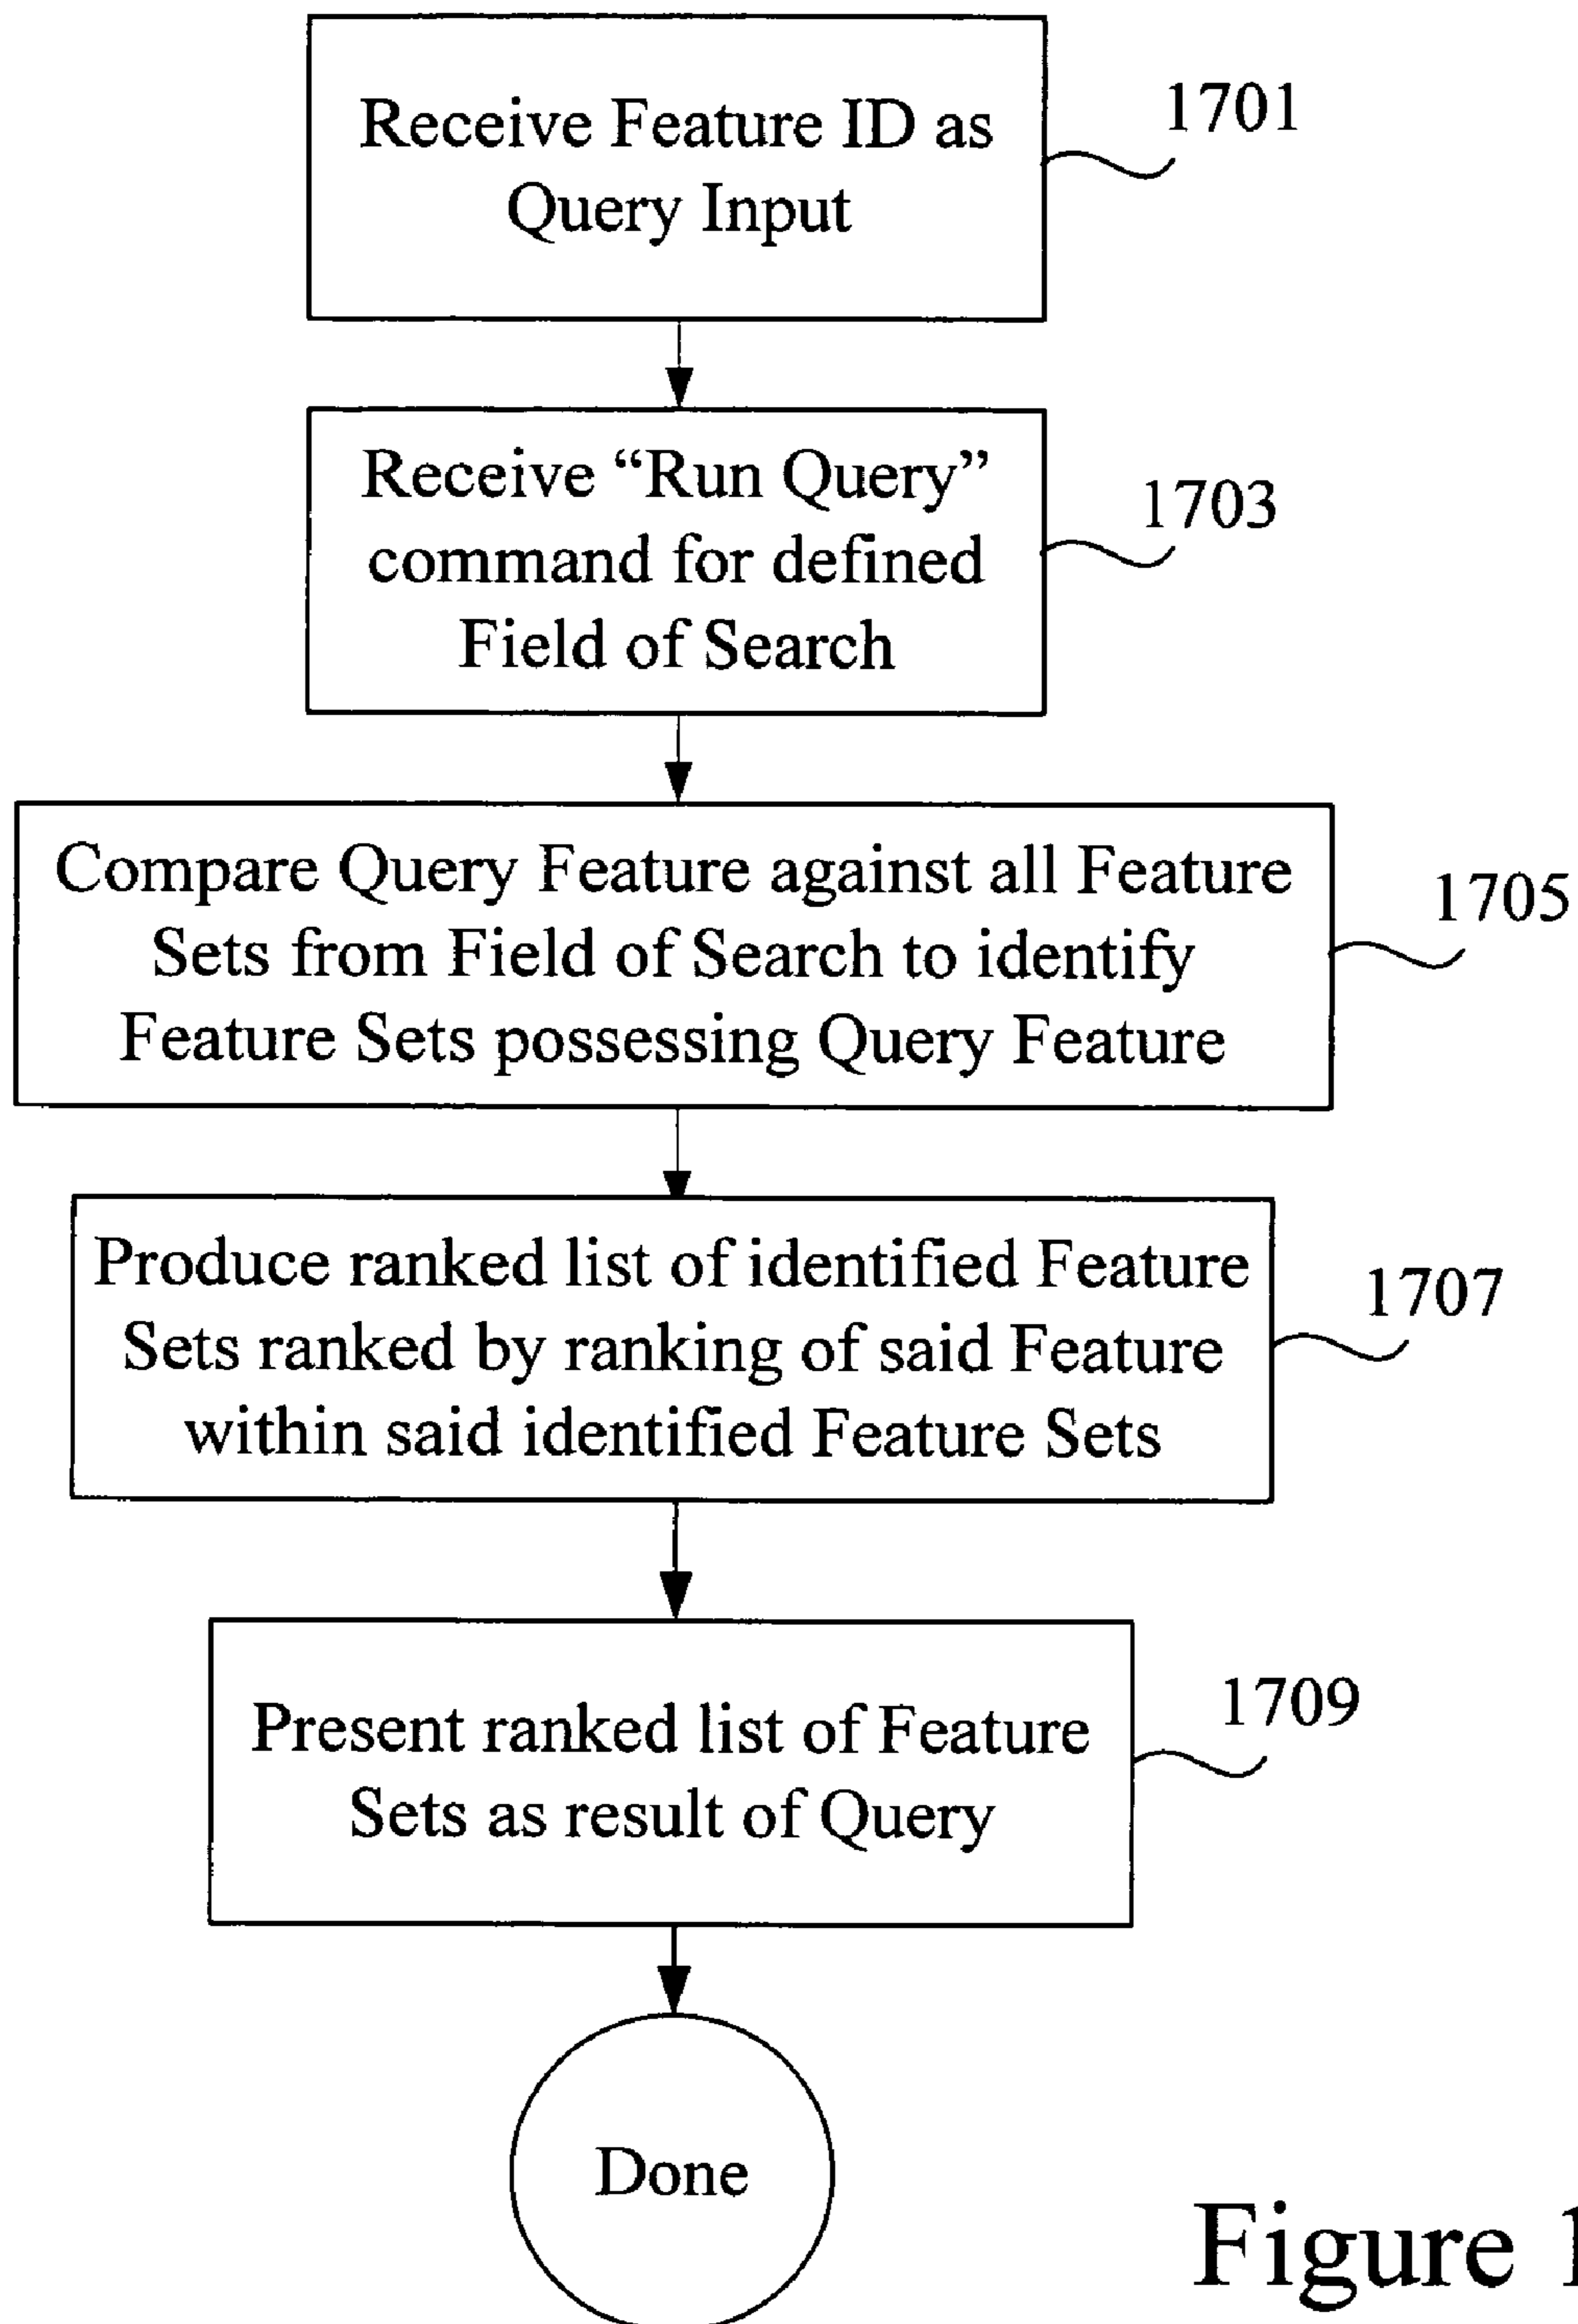 Receive Feature ID as
Query Input
1701
Receive “Run Query”
command for defined
Field of Search
1703
Compare Query Feature against all Feature
Sets from Field of Search to identify
Feature Sets possessing Query Feature
1705
Produce ranked list of identified Feature
Sets ranked by ranking of said Feature
within said identified Feature Sets
1707
Present ranked list of Feature
Sets as result of Query
1709
Done
Figure